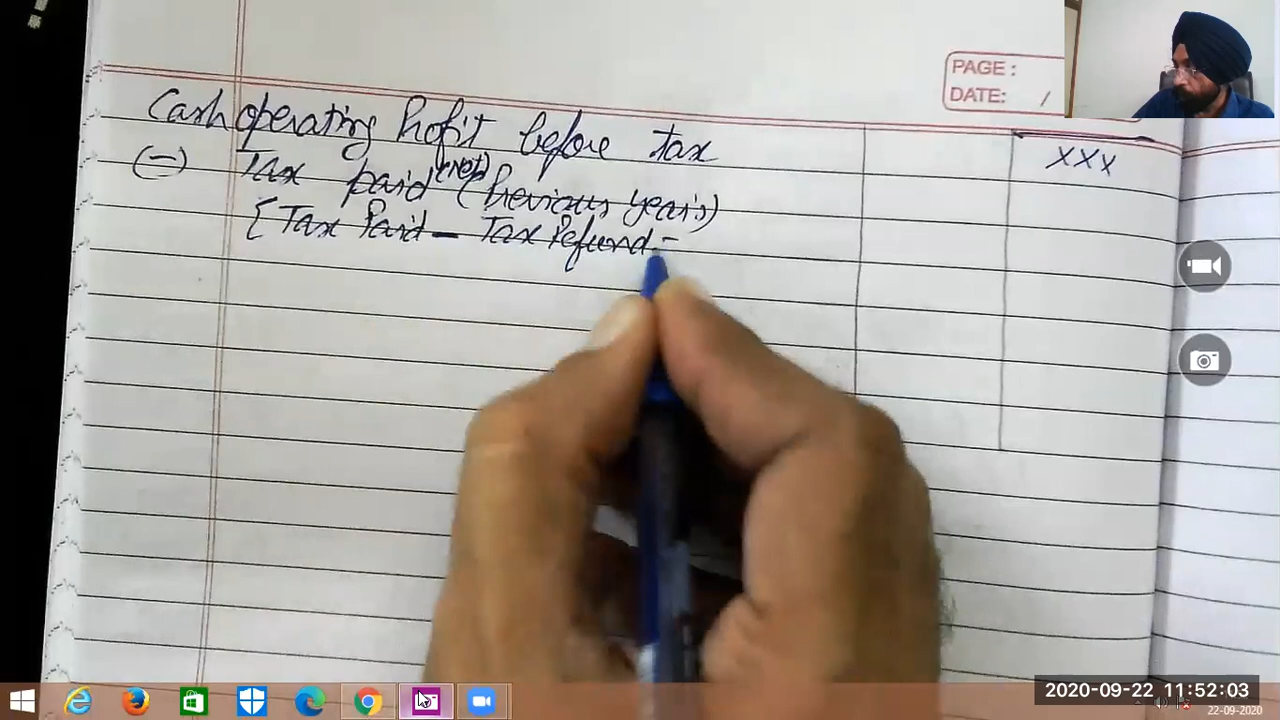 PAGE :
DATE: /
Cash operating Profit before tax XXX
(-) Tax paid (net) (Previous year's)
[Tax Paid - Tax Refund =
2020-09-22 11:52:03
22-09-2020